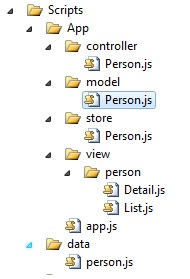 Scripts
App
controller
Person.js
model
Person.js
store
Person.js
view
person
Detail.js
List.js
app.js
data
person.js